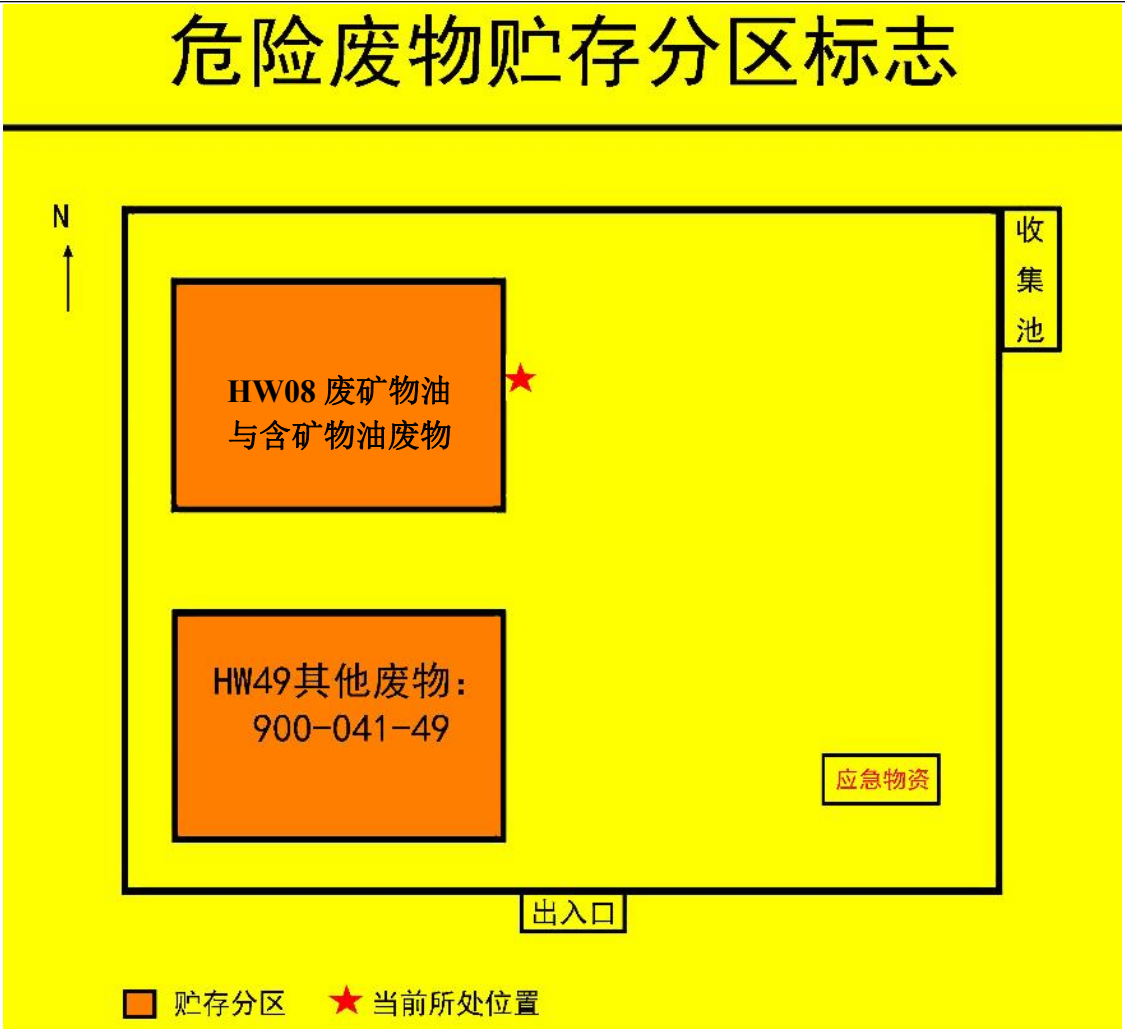 危险废物贮存分区标志
N
收
集
池
HW08 废矿物油
与含矿物油废物
HW49其他废物：
900-041-49
应急物资
出入口
贮存分区
当前所处位置